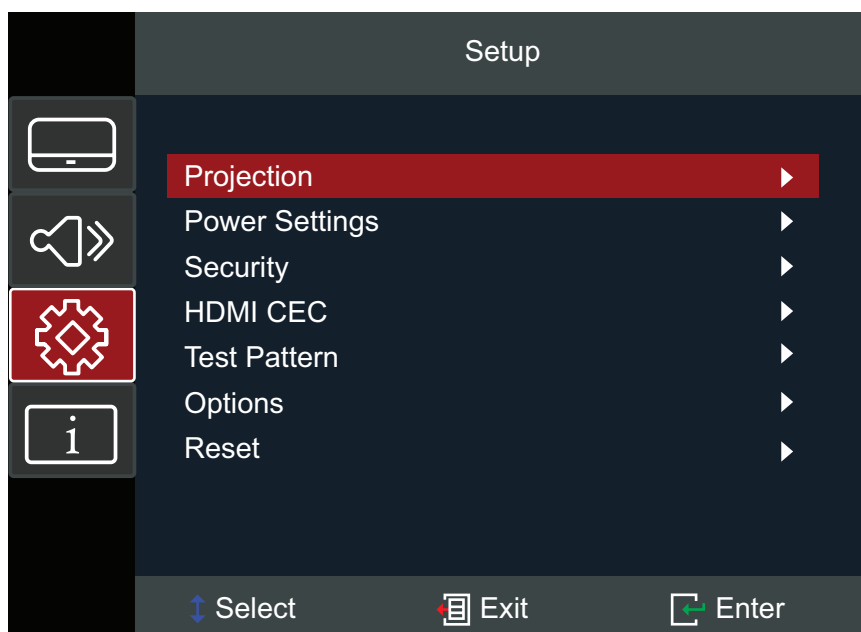 Setup
Projection
Power Settings
Security
HDMI CEC
Test Pattern
Options
Reset
i
Select Exit Enter